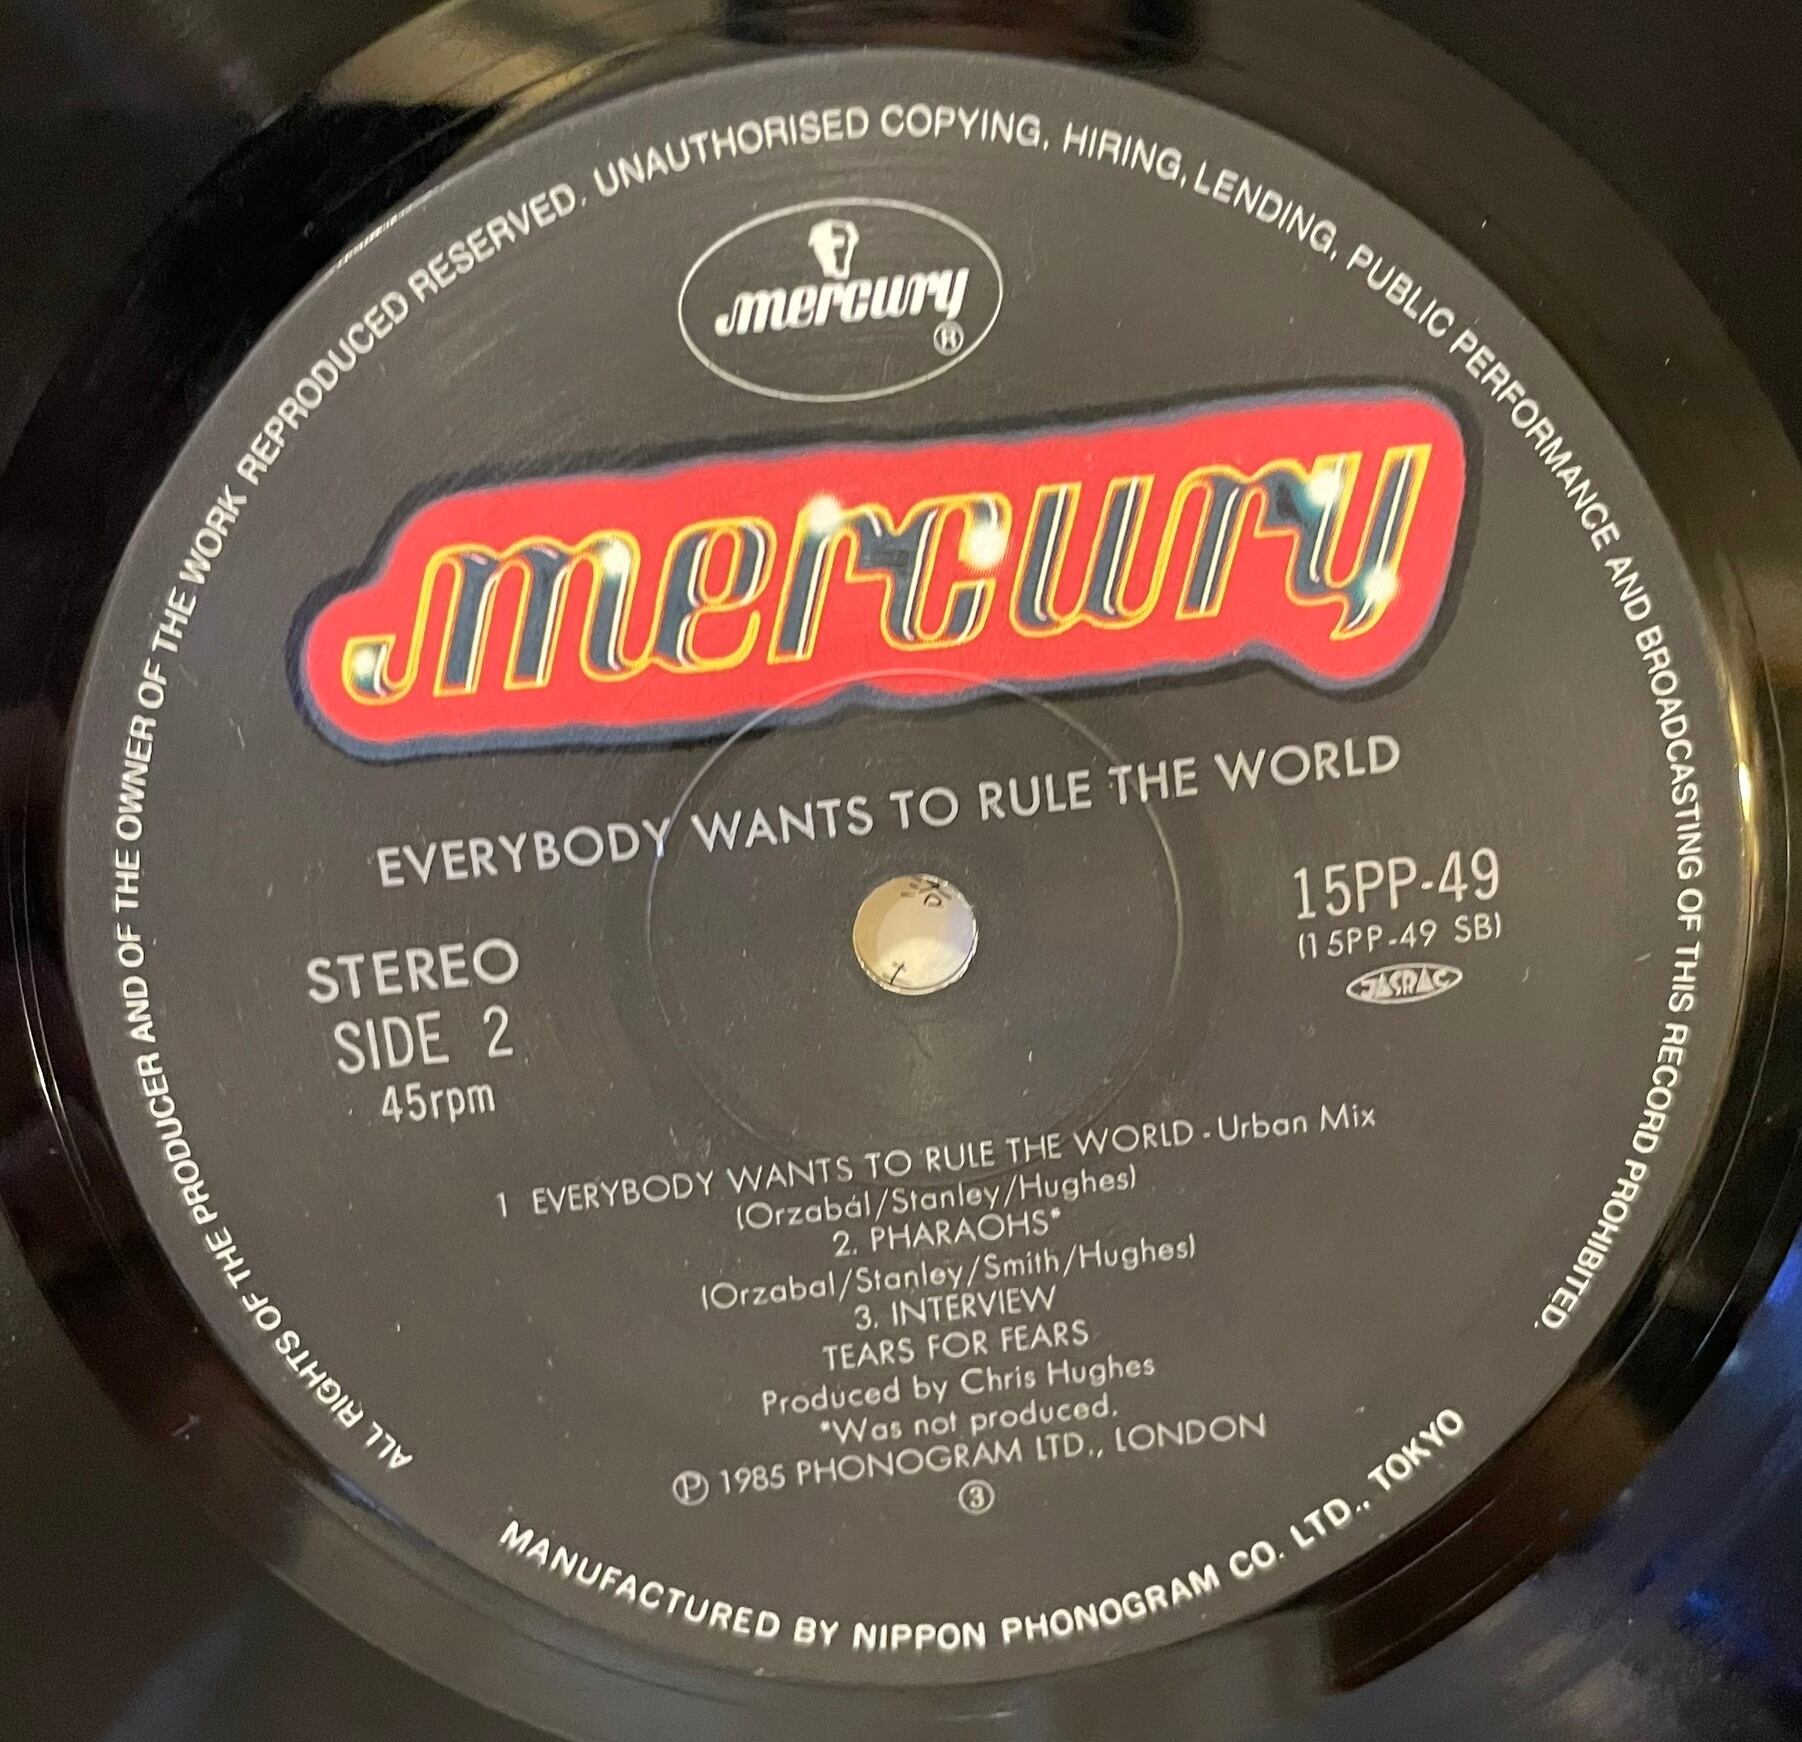 ALL RIGHTS OF THE PRODUCER AND OF THE OWNER OF THE WORK REPRODUCED RESERVED. UNAUTHORISED COPYING, HIRING, LENDING, PUBLIC PERFORMANCE AND BROADCASTING OF THIS RECORD PROHIBITED.
mercury
®
mercury
EVERYBODY WANTS TO RULE THE WORLD
STEREO
SIDE 2
45rpm
15PP-49
(15PP-49 SB)
JASRAC
1 EVERYBODY WANTS TO RULE THE WORLD - Urban Mix
(Orzabal/Stanley/Hughes)
2. PHARAOHS*
(Orzabal/Stanley/Smith/Hughes)
3. INTERVIEW
TEARS FOR FEARS
Produced by Chris Hughes
*Was not produced.
Ⓟ 1985 PHONOGRAM LTD., LONDON
③
MANUFACTURED BY NIPPON PHONOGRAM CO. LTD., TOKYO